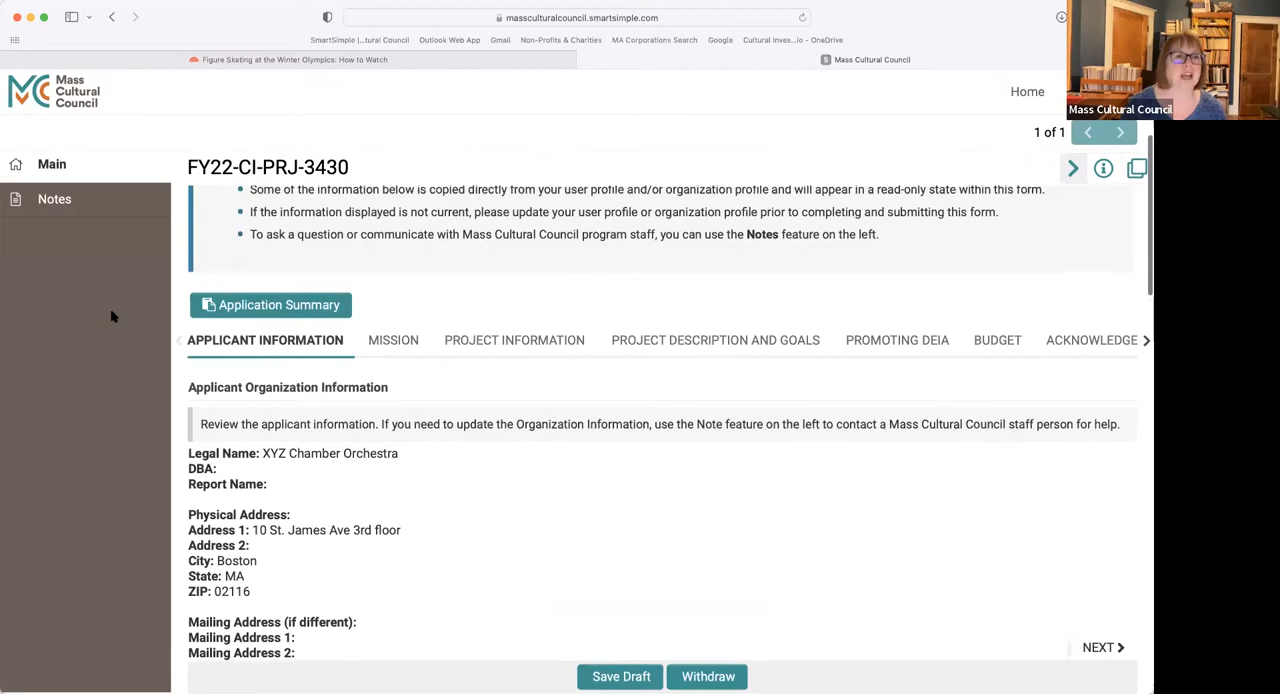 massculturalcouncil.smartsimple.com
SmartSimple |...tural Council Outlook Web App Gmail Non-Profits & Charities MA Corporations Search Google Cultural Inves...io - OneDrive
Figure Skating at the Winter Olympics: How to Watch
S Mass Cultural Council
Mass Cultural Council
MC Mass
Cultural
Council
Home
1 of 1
Main
Notes
FY22-CI-PRJ-3430
• Some of the information below is copied directly from your user profile and/or organization profile and will appear in a read-only state within this form.
• If the information displayed is not current, please update your user profile or organization profile prior to completing and submitting this form.
• To ask a question or communicate with Mass Cultural Council program staff, you can use the Notes feature on the left.
Application Summary
APPLICANT INFORMATION MISSION PROJECT INFORMATION PROJECT DESCRIPTION AND GOALS PROMOTING DEIA BUDGET ACKNOWLEDGE
Applicant Organization Information
Review the applicant information. If you need to update the Organization Information, use the Note feature on the left to contact a Mass Cultural Council staff person for help.
Legal Name: XYZ Chamber Orchestra
DBA:
Report Name:
Physical Address:
Address 1: 10 St. James Ave 3rd floor
Address 2:
City: Boston
State: MA
ZIP: 02116
Mailing Address (if different):
Mailing Address 1:
Mailing Address 2:
NEXT
Save Draft Withdraw